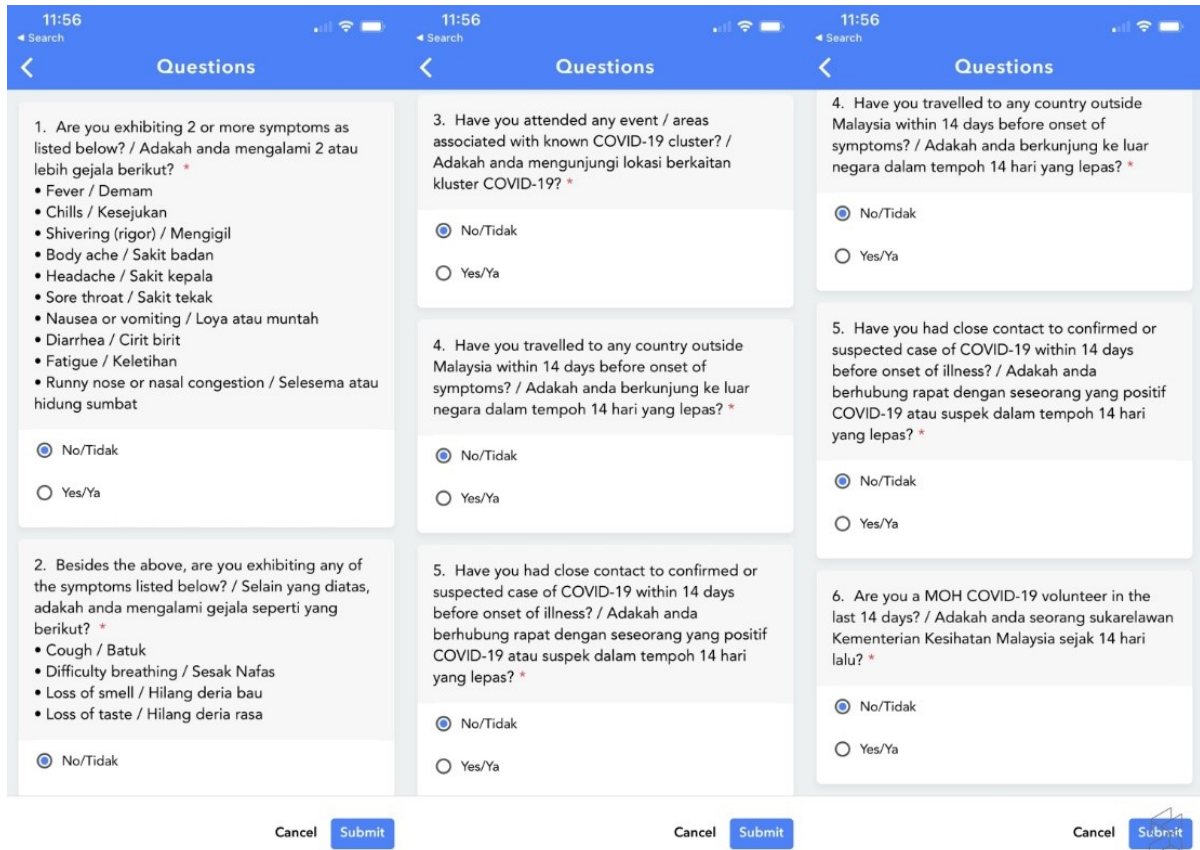 11:56
◄ Search
Questions
1. Are you exhibiting 2 or more symptoms as
listed below? / Adakah anda mengalami 2 atau
lebih gejala berikut? *
• Fever / Demam
• Chills / Kesejukan
• Shivering (rigor) / Mengigil
• Body ache / Sakit badan
• Headache / Sakit kepala
• Sore throat / Sakit tekak
• Nausea or vomiting / Loya atau muntah
• Diarrhea / Cirit birit
• Fatigue / Keletihan
• Runny nose or nasal congestion / Selesema atau
hidung sumbat
No/Tidak
Yes/Ya
2. Besides the above, are you exhibiting any of
the symptoms listed below? / Selain yang diatas,
adakah anda mengalami gejala seperti yang
berikut? *
• Cough / Batuk
• Difficulty breathing / Sesak Nafas
• Loss of smell / Hilang deria bau
• Loss of taste / Hilang deria rasa
No/Tidak
Cancel
Submit
11:56
◄ Search
Questions
3. Have you attended any event / areas
associated with known COVID-19 cluster? /
Adakah anda mengunjungi lokasi berkaitan
kluster COVID-19? *
No/Tidak
Yes/Ya
4. Have you travelled to any country outside
Malaysia within 14 days before onset of
symptoms? / Adakah anda berkunjung ke luar
negara dalam tempoh 14 hari yang lepas? *
No/Tidak
Yes/Ya
5. Have you had close contact to confirmed or
suspected case of COVID-19 within 14 days
before onset of illness? / Adakah anda
berhubung rapat dengan seseorang yang positif
COVID-19 atau suspek dalam tempoh 14 hari
yang lepas? *
No/Tidak
Yes/Ya
Cancel
Submit
11:56
◄ Search
Questions
4. Have you travelled to any country outside
Malaysia within 14 days before onset of
symptoms? / Adakah anda berkunjung ke luar
negara dalam tempoh 14 hari yang lepas? *
No/Tidak
Yes/Ya
5. Have you had close contact to confirmed or
suspected case of COVID-19 within 14 days
before onset of illness? / Adakah anda
berhubung rapat dengan seseorang yang positif
COVID-19 atau suspek dalam tempoh 14 hari
yang lepas? *
No/Tidak
Yes/Ya
6. Are you a MOH COVID-19 volunteer in the
last 14 days? / Adakah anda seorang sukarelawan
Kementerian Kesihatan Malaysia sejak 14 hari
lalu? *
No/Tidak
Yes/Ya
Cancel
Submit